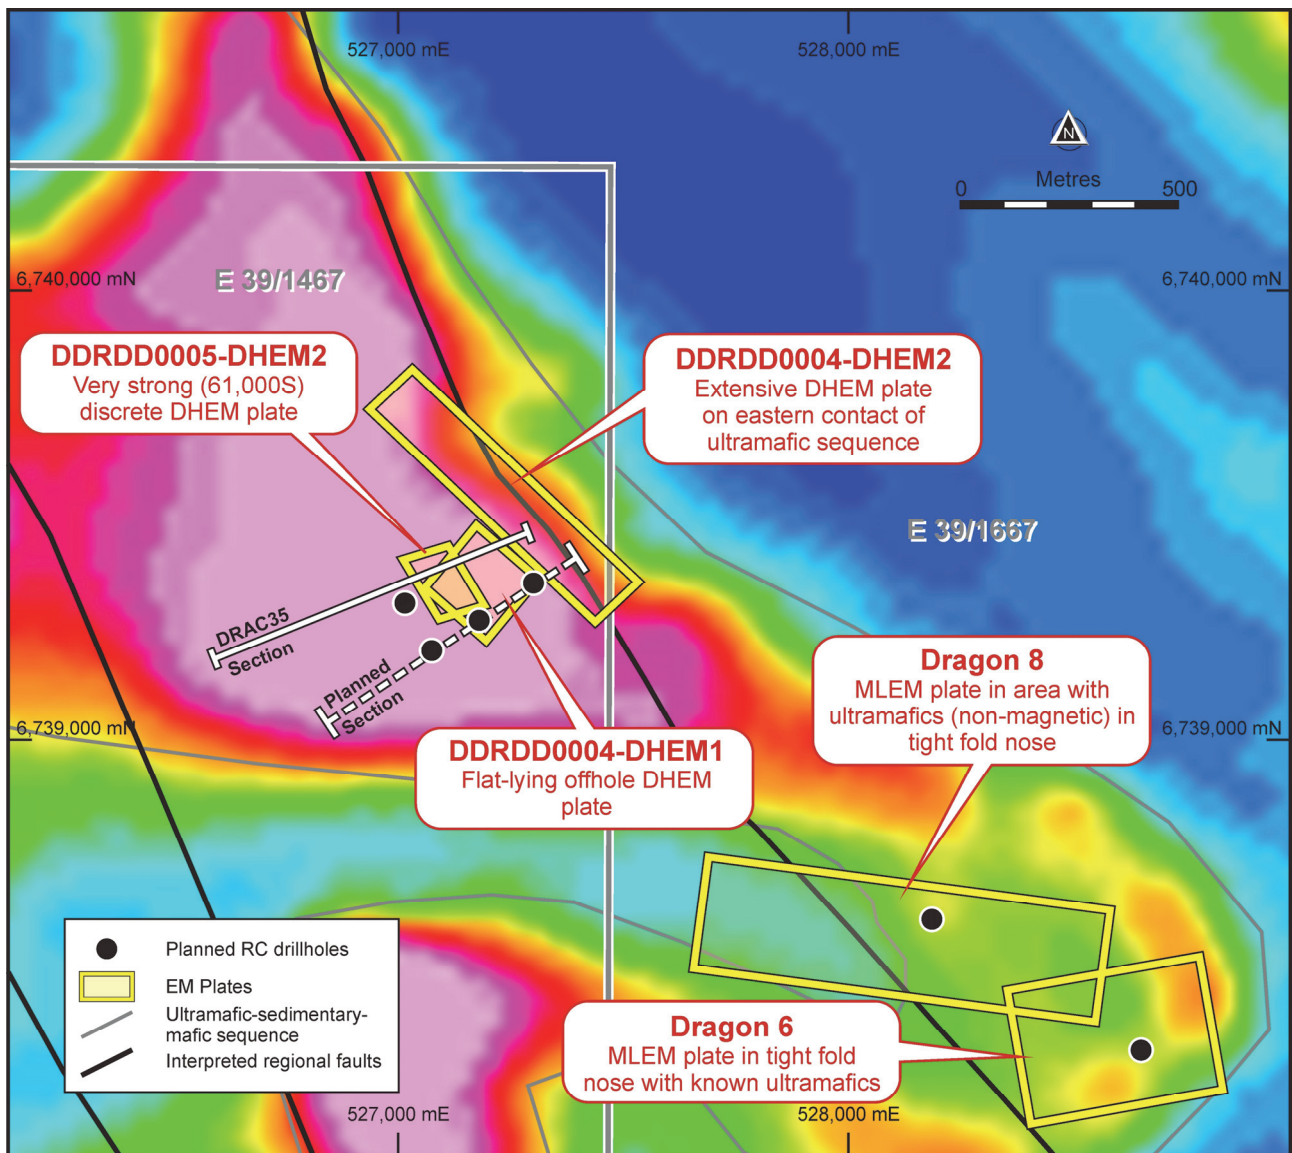 527,000 mE
528,000 mE
N
Metres
0
500
E 39/1467
6,740,000 mN
6,740,000 mN
DDRDD0005-DHEM2
Very strong (61,000S)
discrete DHEM plate
DDRDD0004-DHEM2
Extensive DHEM plate
on eastern contact of
ultramafic sequence
E 39/1667
DRAC35
Section
Planned
Section
Dragon 8
MLEM plate in area with
ultramafics (non-magnetic) in
tight fold nose
6,739,000 mN
6,739,000 mN
DDRDD0004-DHEM1
Flat-lying offhole DHEM
plate
Planned RC drillholes
EM Plates
Ultramafic-sedimentary-
mafic sequence
Interpreted regional faults
Dragon 6
MLEM plate in tight fold
nose with known ultramafics
527,000 mE
528,000 mE